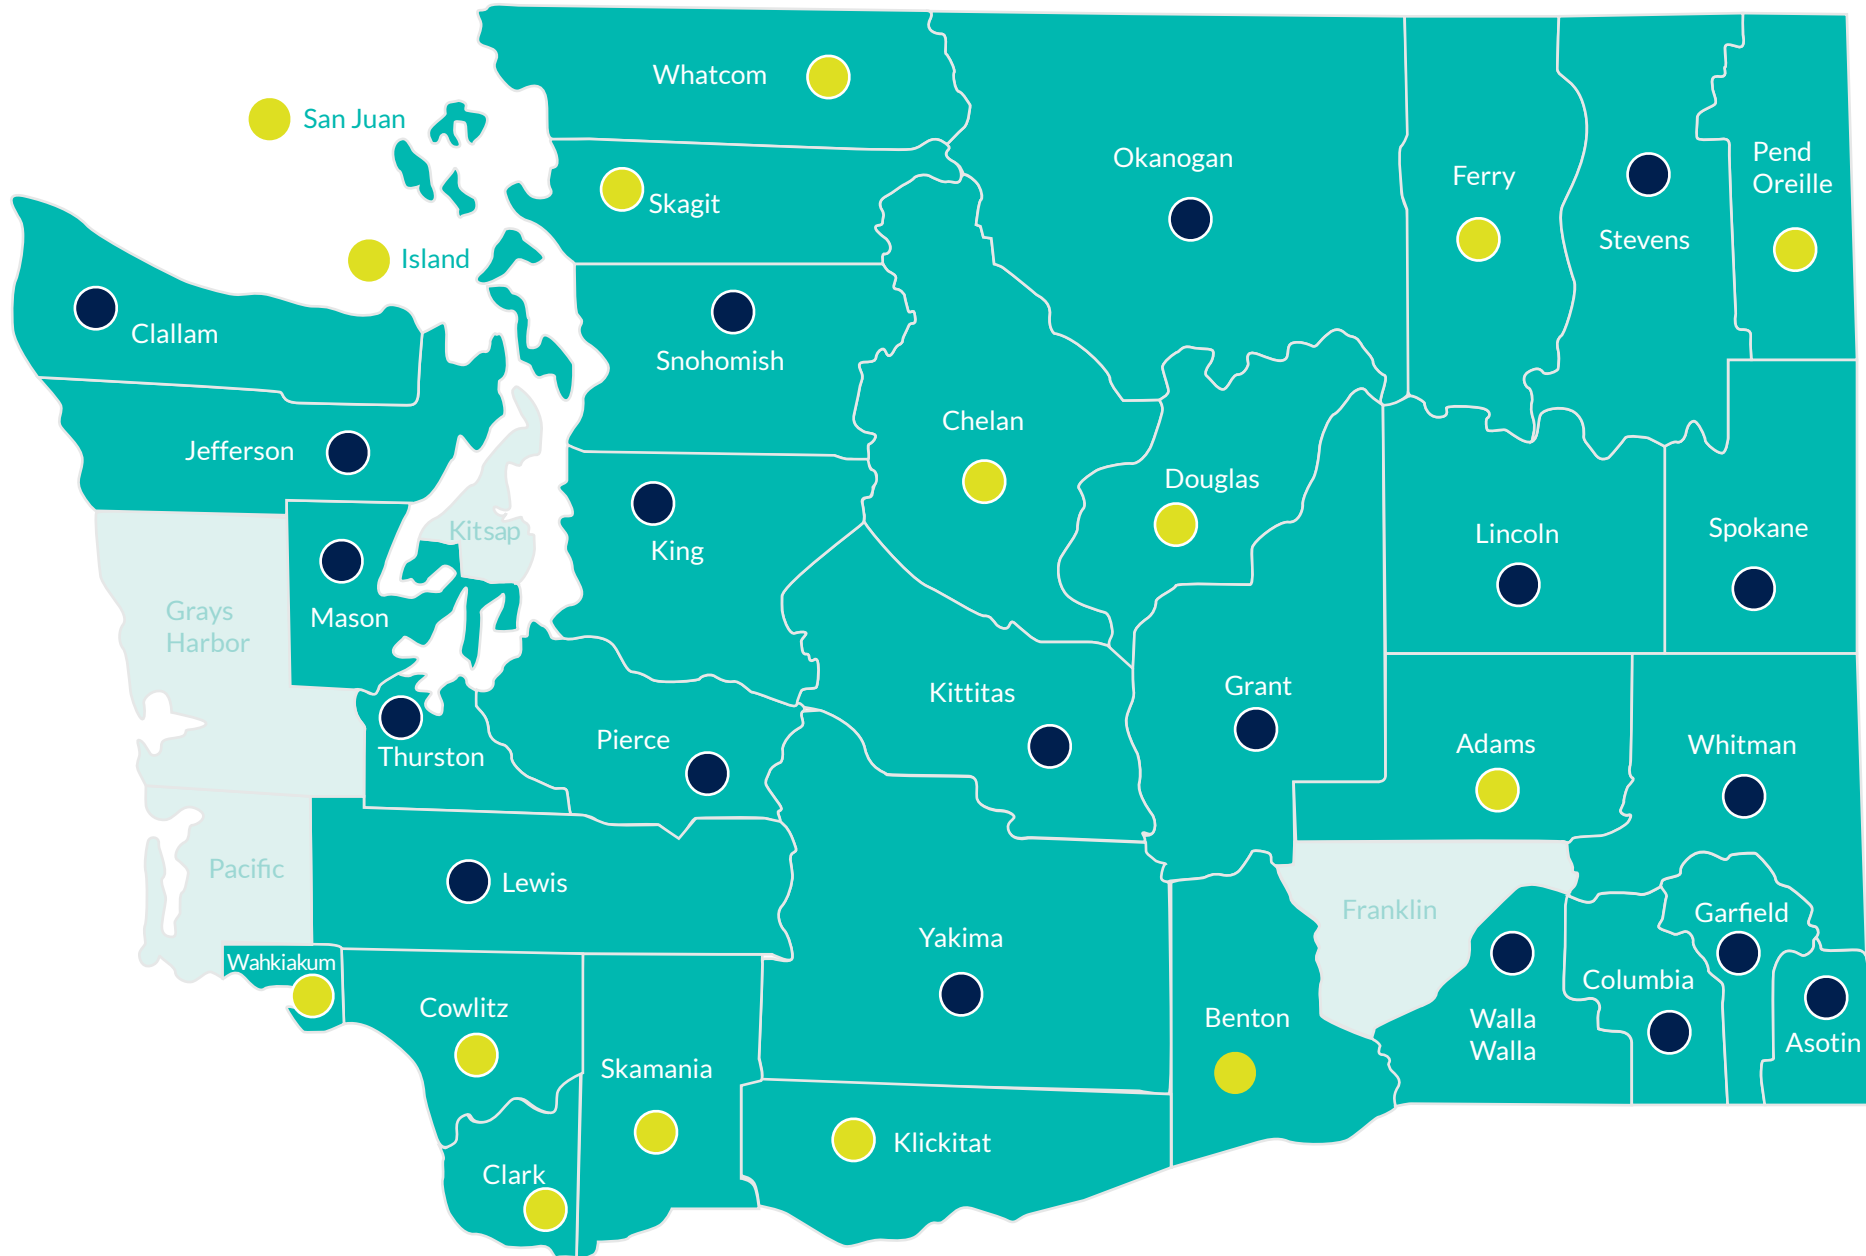 Whatcom
San Juan
Okanogan
Pend
Oreille
Ferry
Skagit
Stevens
Island
Clallam
Snohomish
Chelan
Jefferson
Douglas
Spokane
Kitsap
Lincoln
King
Grays
Harbor
Mason
Grant
Kittitas
Pierce
Adams
Whitman
Thurston
Pacific
Lewis
Franklin
Garfield
Yakima
Wahkiakum
Columbia
Cowlitz
Benton
Walla
Walla
Asotin
Skamania
Klickitat
Clark